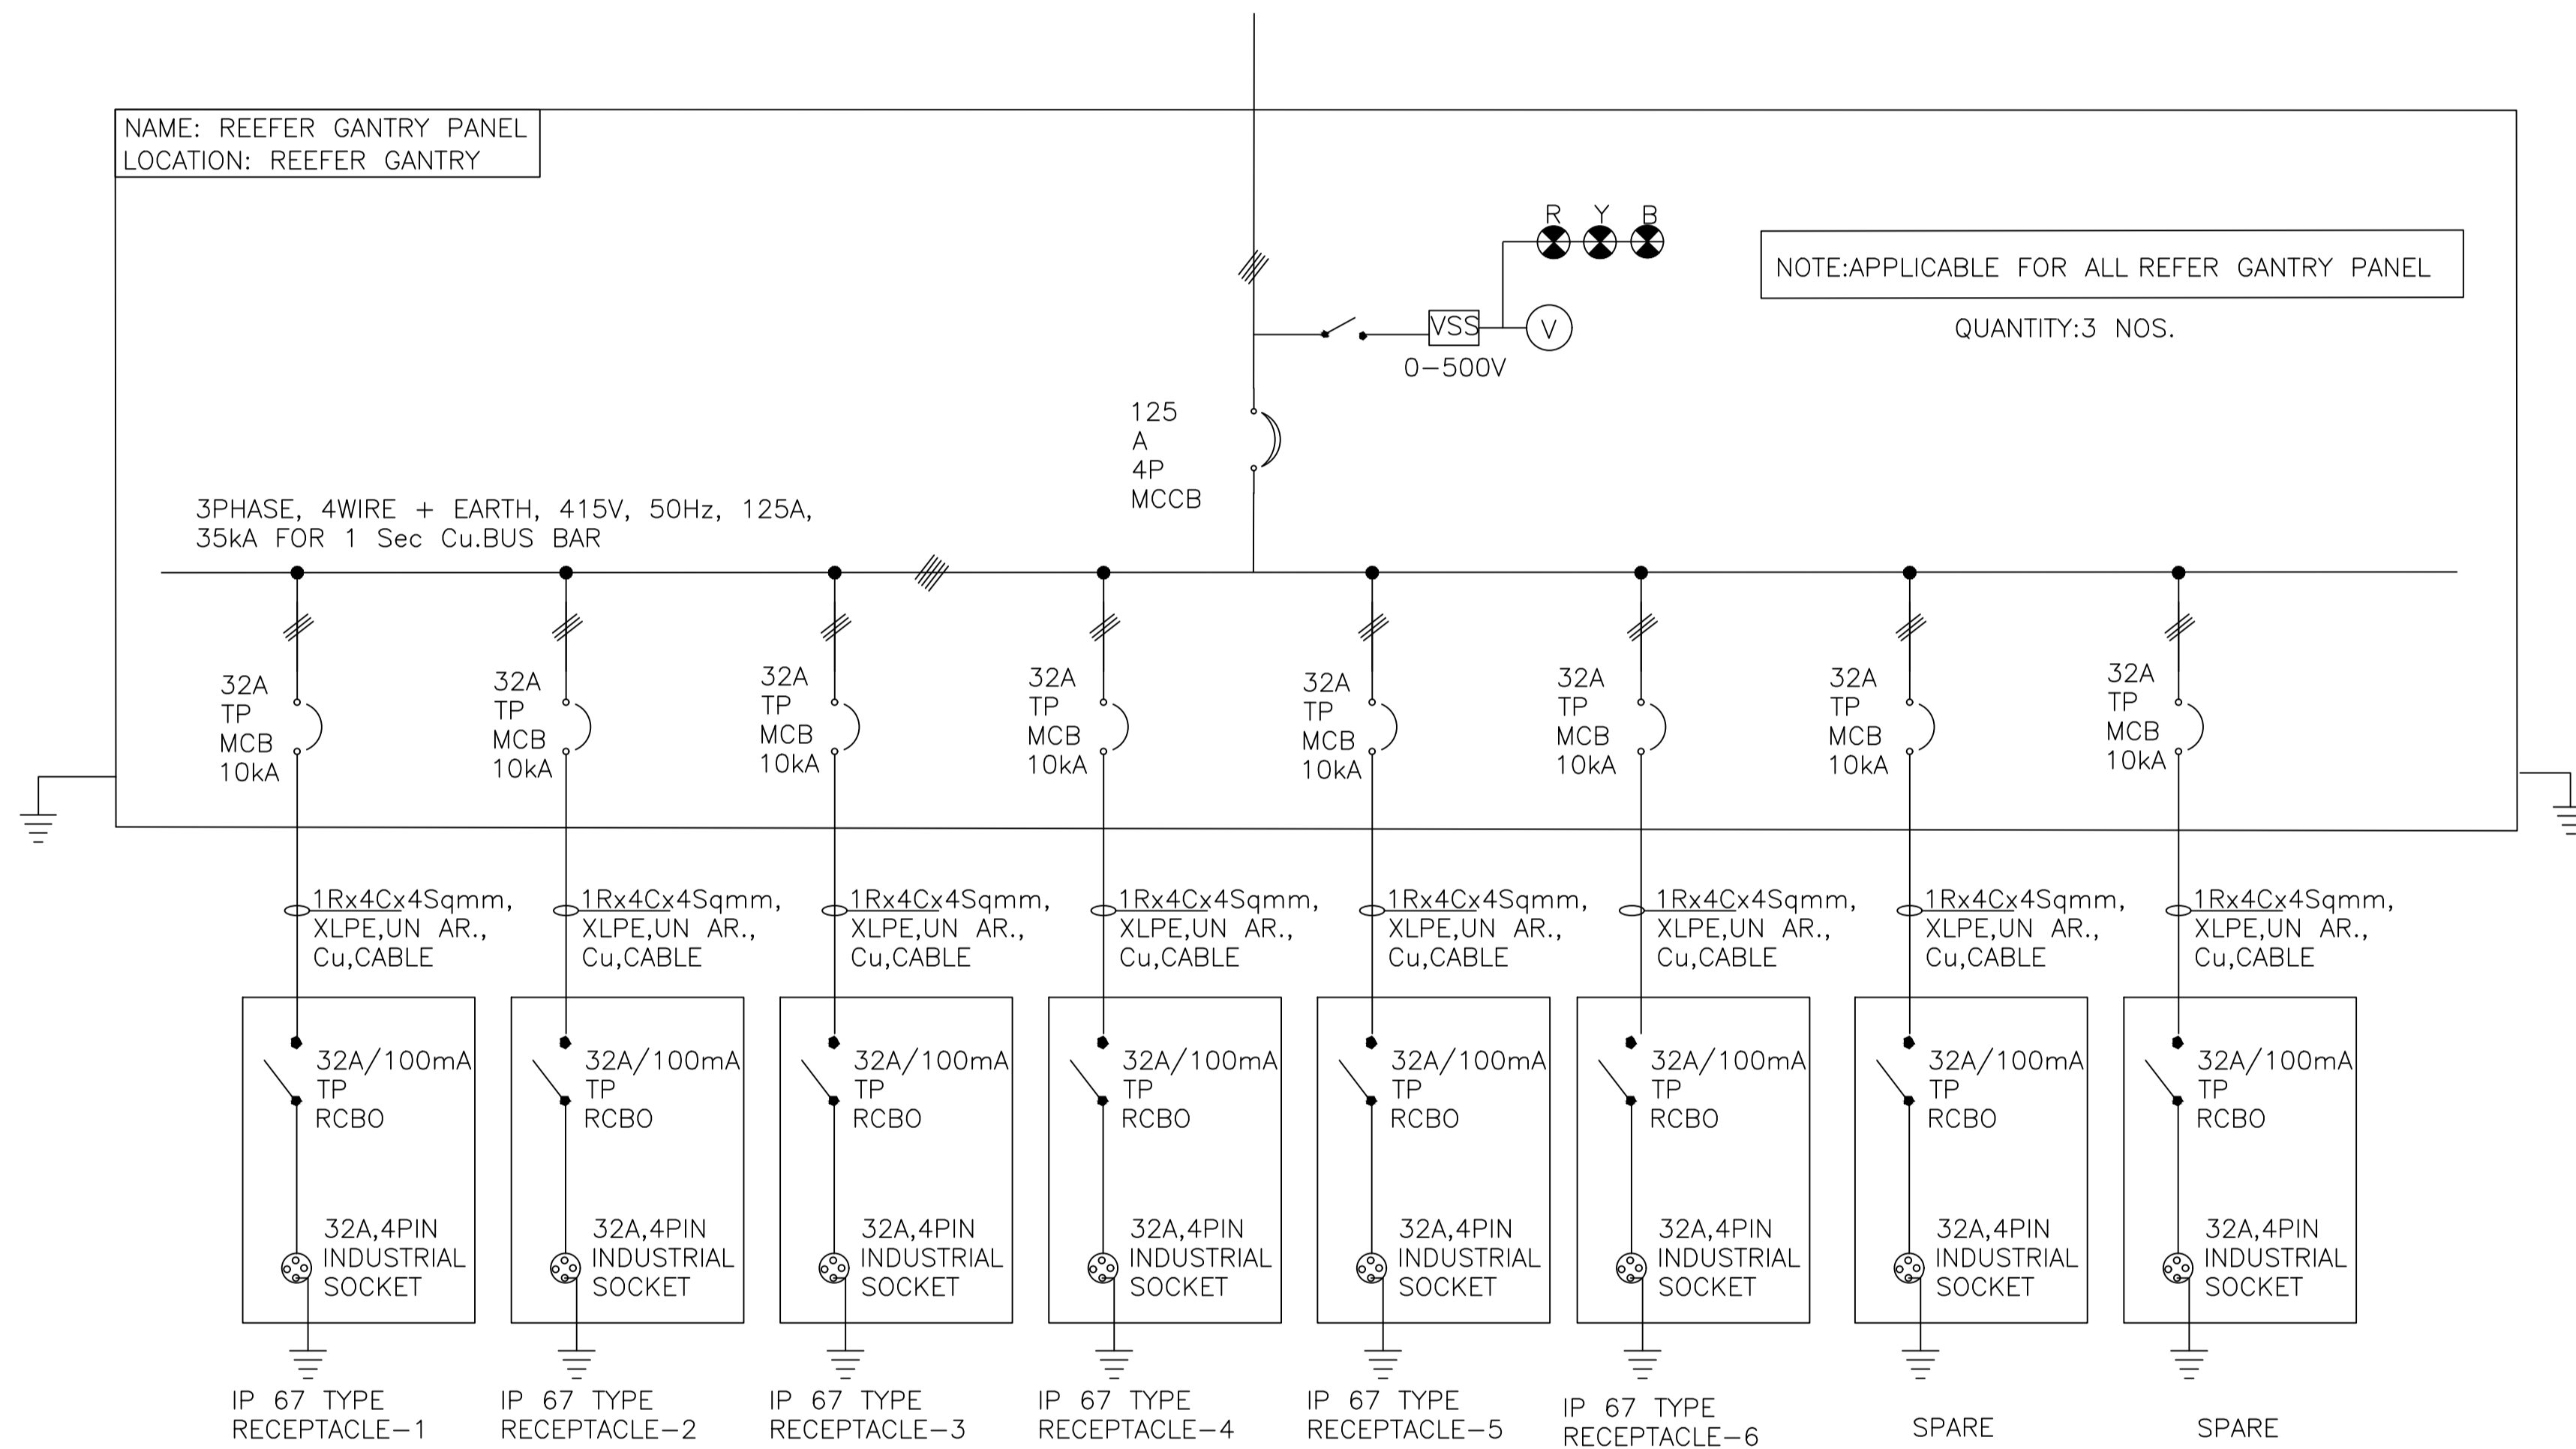 NAME: REEFER GANTRY PANEL
LOCATION: REEFER GANTRY
R Y B
NOTE:APPLICABLE FOR ALL REFER GANTRY PANEL
QUANTITY:3 NOS.
VSS
V
0-500V
125
A
4P
MCCB
3PHASE, 4WIRE + EARTH, 415V, 50Hz, 125A,
35kA FOR 1 Sec Cu.BUS BAR
32A
TP
MCB
10kA
32A
TP
MCB
10kA
32A
TP
MCB
10kA
32A
TP
MCB
10kA
32A
TP
MCB
10kA
32A
TP
MCB
10kA
32A
TP
MCB
10kA
32A
TP
MCB
10kA
1Rx4Cx4Sqmm,
XLPE,UN AR.,
Cu,CABLE
1Rx4Cx4Sqmm,
XLPE,UN AR.,
Cu,CABLE
1Rx4Cx4Sqmm,
XLPE,UN AR.,
Cu,CABLE
1Rx4Cx4Sqmm,
XLPE,UN AR.,
Cu,CABLE
1Rx4Cx4Sqmm,
XLPE,UN AR.,
Cu,CABLE
1Rx4Cx4Sqmm,
XLPE,UN AR.,
Cu,CABLE
1Rx4Cx4Sqmm,
XLPE,UN AR.,
Cu,CABLE
1Rx4Cx4Sqmm,
XLPE,UN AR.,
Cu,CABLE
32A/100mA
TP
RCBO
32A/100mA
TP
RCBO
32A/100mA
TP
RCBO
32A/100mA
TP
RCBO
32A/100mA
TP
RCBO
32A/100mA
TP
RCBO
32A/100mA
TP
RCBO
32A/100mA
TP
RCBO
32A,4PIN
INDUSTRIAL
SOCKET
32A,4PIN
INDUSTRIAL
SOCKET
32A,4PIN
INDUSTRIAL
SOCKET
32A,4PIN
INDUSTRIAL
SOCKET
32A,4PIN
INDUSTRIAL
SOCKET
32A,4PIN
INDUSTRIAL
SOCKET
32A,4PIN
INDUSTRIAL
SOCKET
32A,4PIN
INDUSTRIAL
SOCKET
IP 67 TYPE
RECEPTACLE-1
IP 67 TYPE
RECEPTACLE-2
IP 67 TYPE
RECEPTACLE-3
IP 67 TYPE
RECEPTACLE-4
IP 67 TYPE
RECEPTACLE-5
IP 67 TYPE
RECEPTACLE-6
SPARE
SPARE